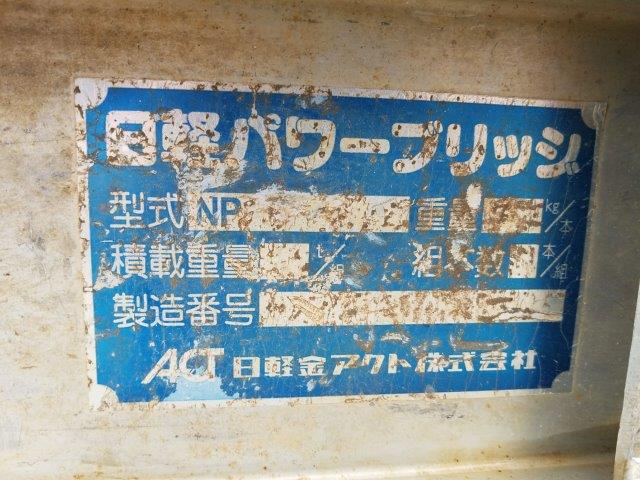 日軽パワーブリッジ
型式 NP 重量 kg/本
積載重量 t/組 組本数 本/組
製造番号
ACT 日軽金アクト株式会社